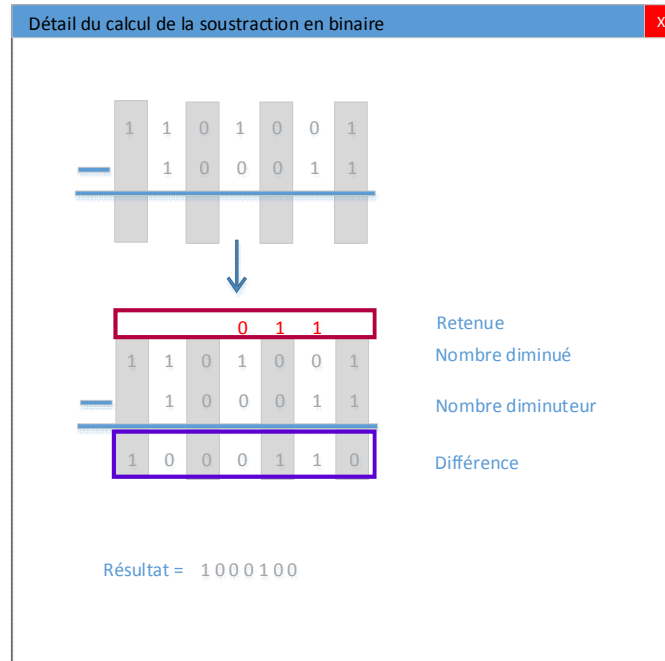 Détail du calcul de la soustraction en binaire X
1 1 0 1 0 0 1
1 0 0 0 1 1
0 1 1 Retenue
1 1 0 1 0 0 1 Nombre diminué
1 0 0 0 1 1 Nombre diminuteur
1 0 0 0 1 1 0 Différence
Résultat = 1 0 0 0 1 0 0